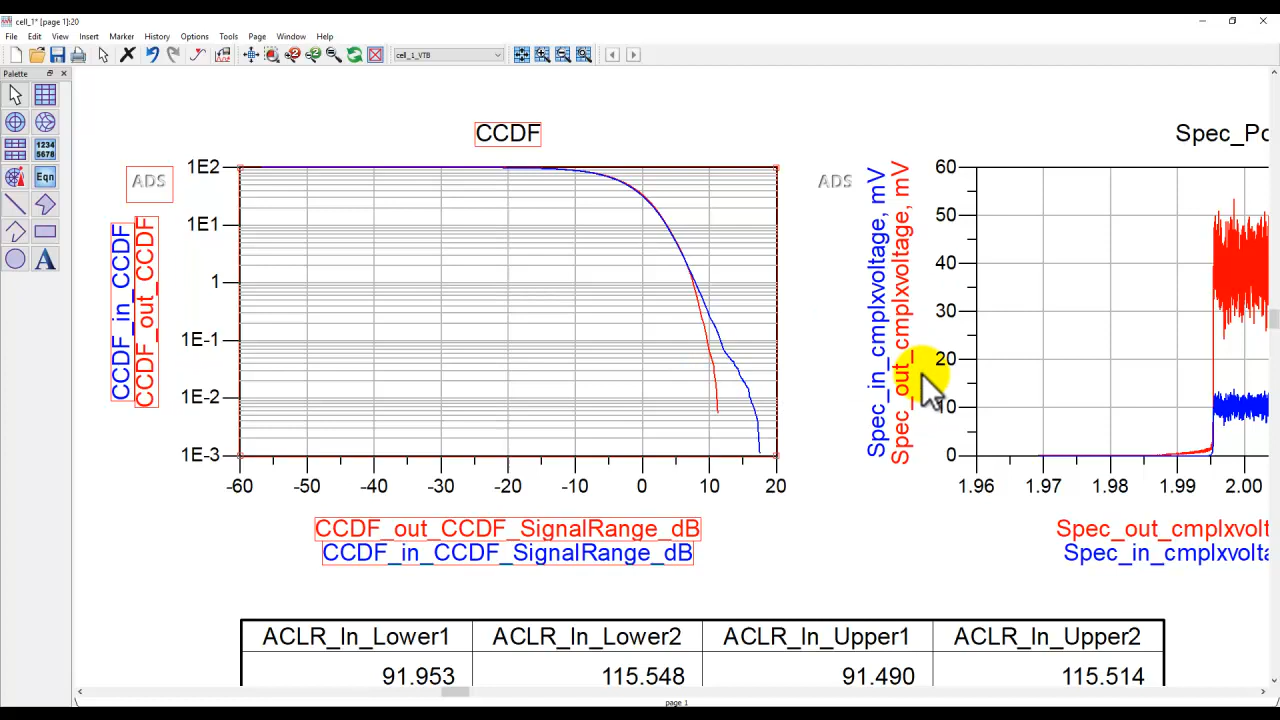 cell_1* [page 1]:20
File Edit View Insert Marker History Options Tools Page Window Help
cell_1_VTB
Palette
1234
5678
Eqn
A
CCDF
ADS
CCDF_in_CCDF
CCDF_out_CCDF
1E2
1E1
1
1E-1
1E-2
1E-3
-60 -50 -40 -30 -20 -10 0 10 20
CCDF_out_CCDF_SignalRange_dB
CCDF_in_CCDF_SignalRange_dB
Spec_Po
ADS
Spec_in_cmplxvoltage, mV
Spec_out_cmplxvoltage, mV
60
50
40
30
20
10
0
1.96 1.97 1.98 1.99 2.00
Spec_out_cmplxvolt
Spec_in_cmplxvolta
ACLR_In_Lower1 ACLR_In_Lower2 ACLR_In_Upper1 ACLR_In_Upper2
91.953 115.548 91.490 115.514
page 1